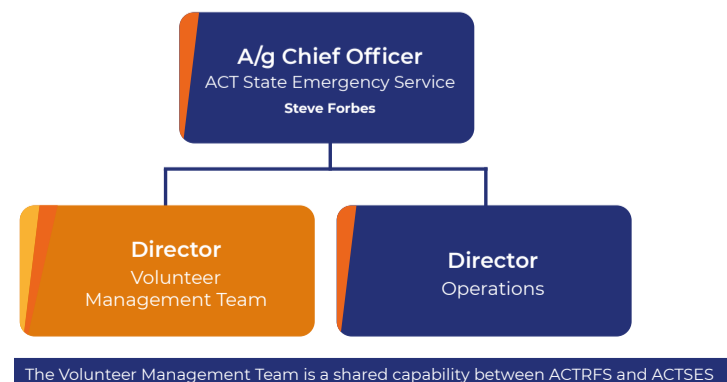 A/g Chief Officer
ACT State Emergency Service
Steve Forbes
Director
Volunteer
Management Team
Director
Operations
The Volunteer Management Team is a shared capability between ACTRFS and ACTSES